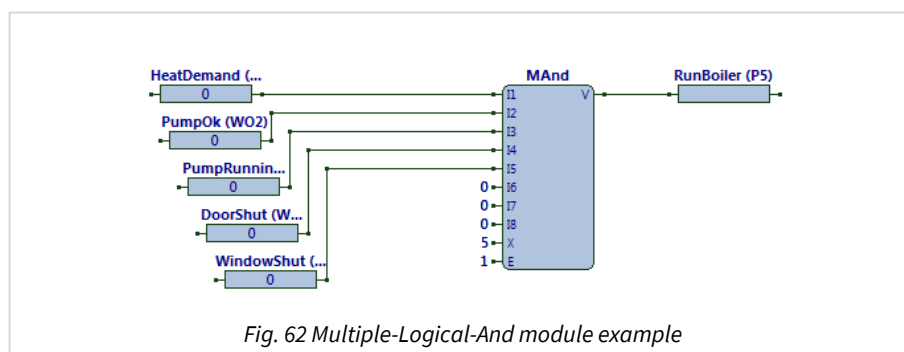 HeatDemand (...
0
MAnd
RunBoiler (P5)
I1
V
PumpOk (WO2)
0
I2
PumpRunnin...
0
I3
DoorShut (W...
0
I4
WindowShut (...
0
I5
0 I6
0 I7
0 I8
5 X
1 E
Fig. 62 Multiple-Logical-And module example